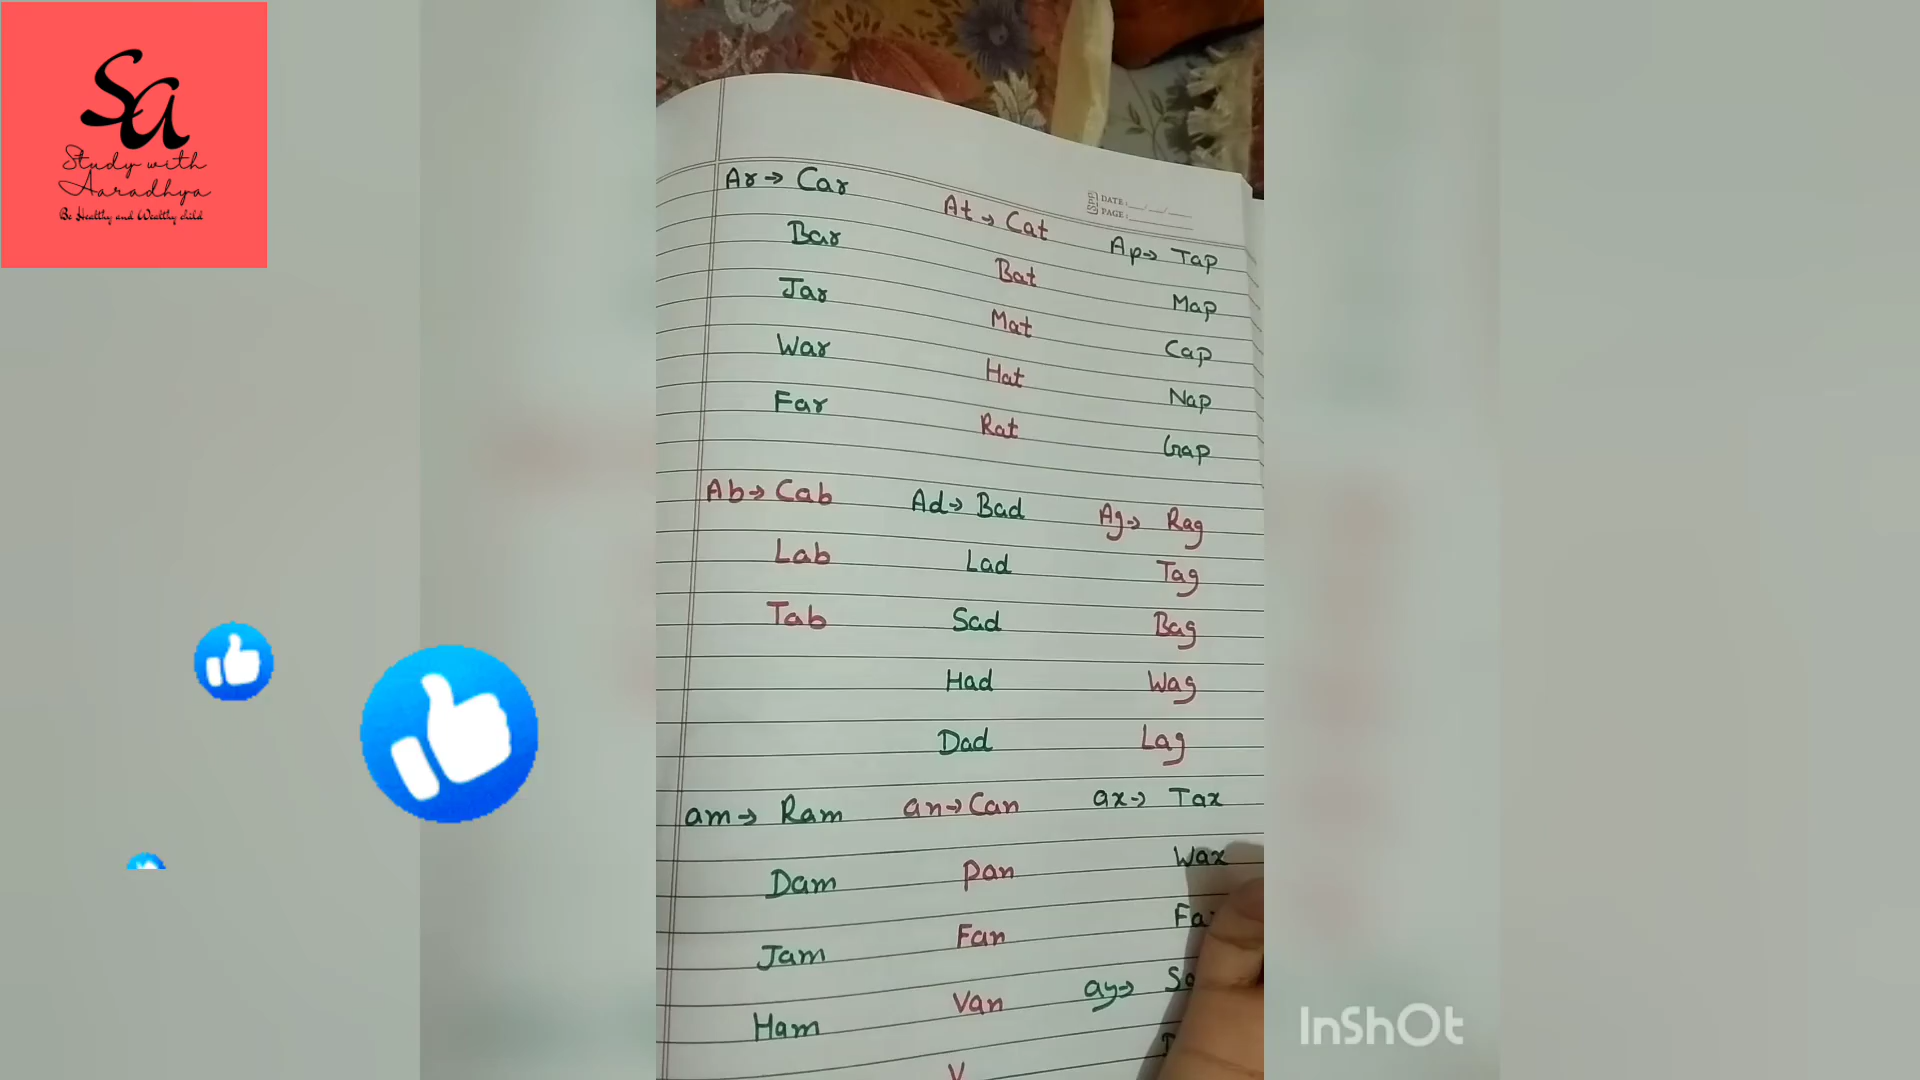 Sa
Study with
Aaradhya
Be Healthy and Wealthy child
DATE:
PAGE:
Ar→ Car
Bar
Jar
War
Far
At→ Cat
Bat
Mat
Hat
Rat
Ap→ Tap
Map
Cap
Nap
Gap
Ab→ Cab
Lab
Tab
Ad→ Bad
Lad
Sad
Had
Dad
Ag→ Rag
Tag
Bag
Wag
Lag
am→ Ram
Dam
Jam
Ham
an→Can
Pan
Fan
Van
ax→ Tax
Wax
ay→
InShOt